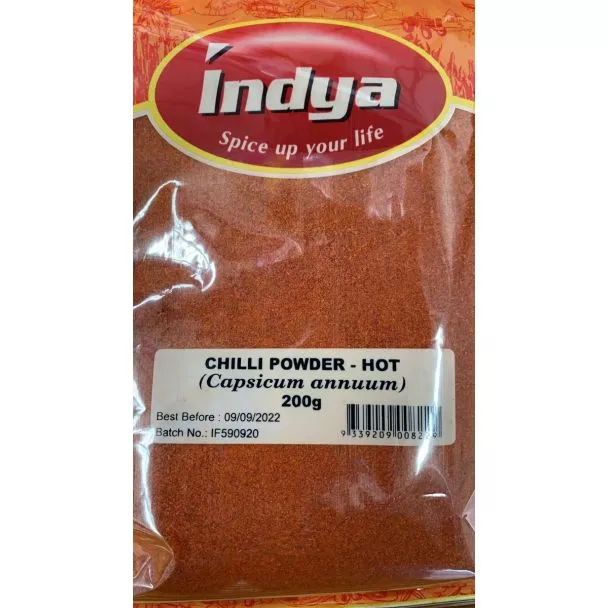 Indya
Spice up your life
CHILLI POWDER - HOT
(Capsicum annuum)
200g
Best Before : 09/09/2022
Batch No.: IF590920